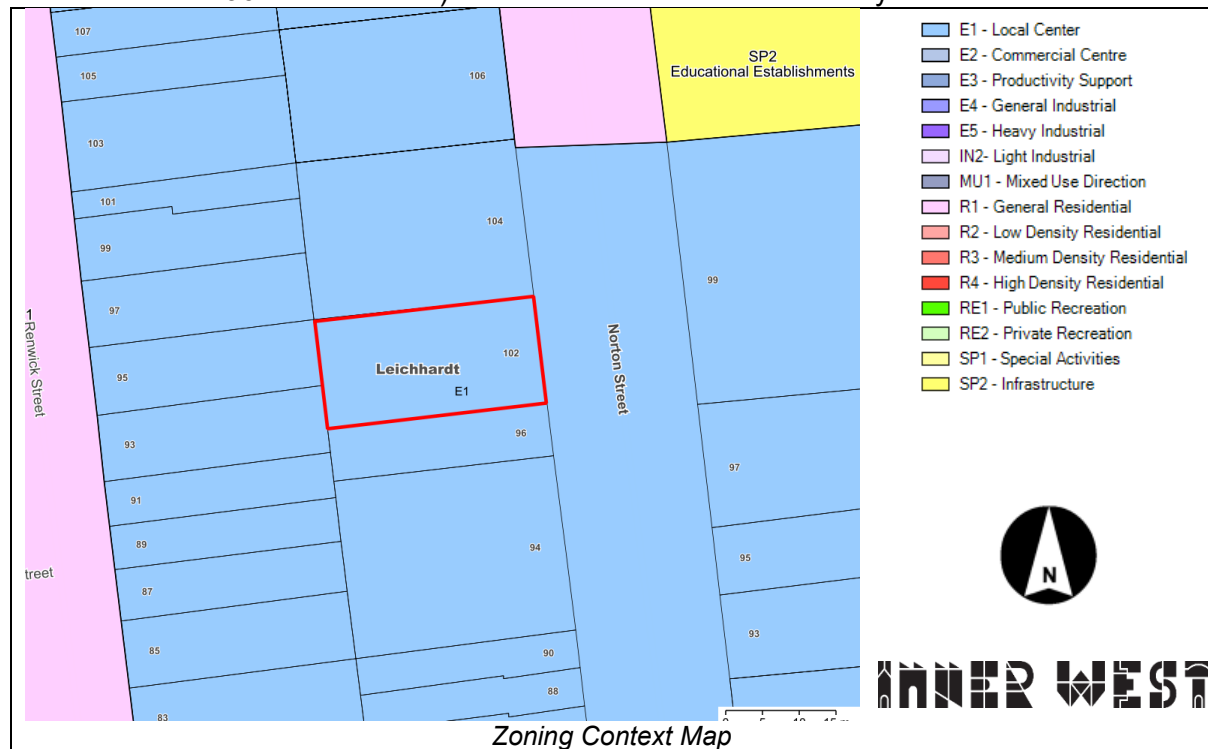 107
105
103
101
99
97
95
93
91
89
87
85
83
106
104
102
Leichhardt
E1
96
94
90
88
SP2
Educational Establishments
99
97
95
93
Norton Street
Renwick Street
treet
E1 - Local Center
E2 - Commercial Centre
E3 - Productivity Support
E4 - General Industrial
E5 - Heavy Industrial
IN2- Light Industrial
MU1 - Mixed Use Direction
R1 - General Residential
R2 - Low Density Residential
R3 - Medium Density Residential
R4 - High Density Residential
RE1 - Public Recreation
RE2 - Private Recreation
SP1 - Special Activities
SP2 - Infrastructure
N
INNER WEST
Zoning Context Map